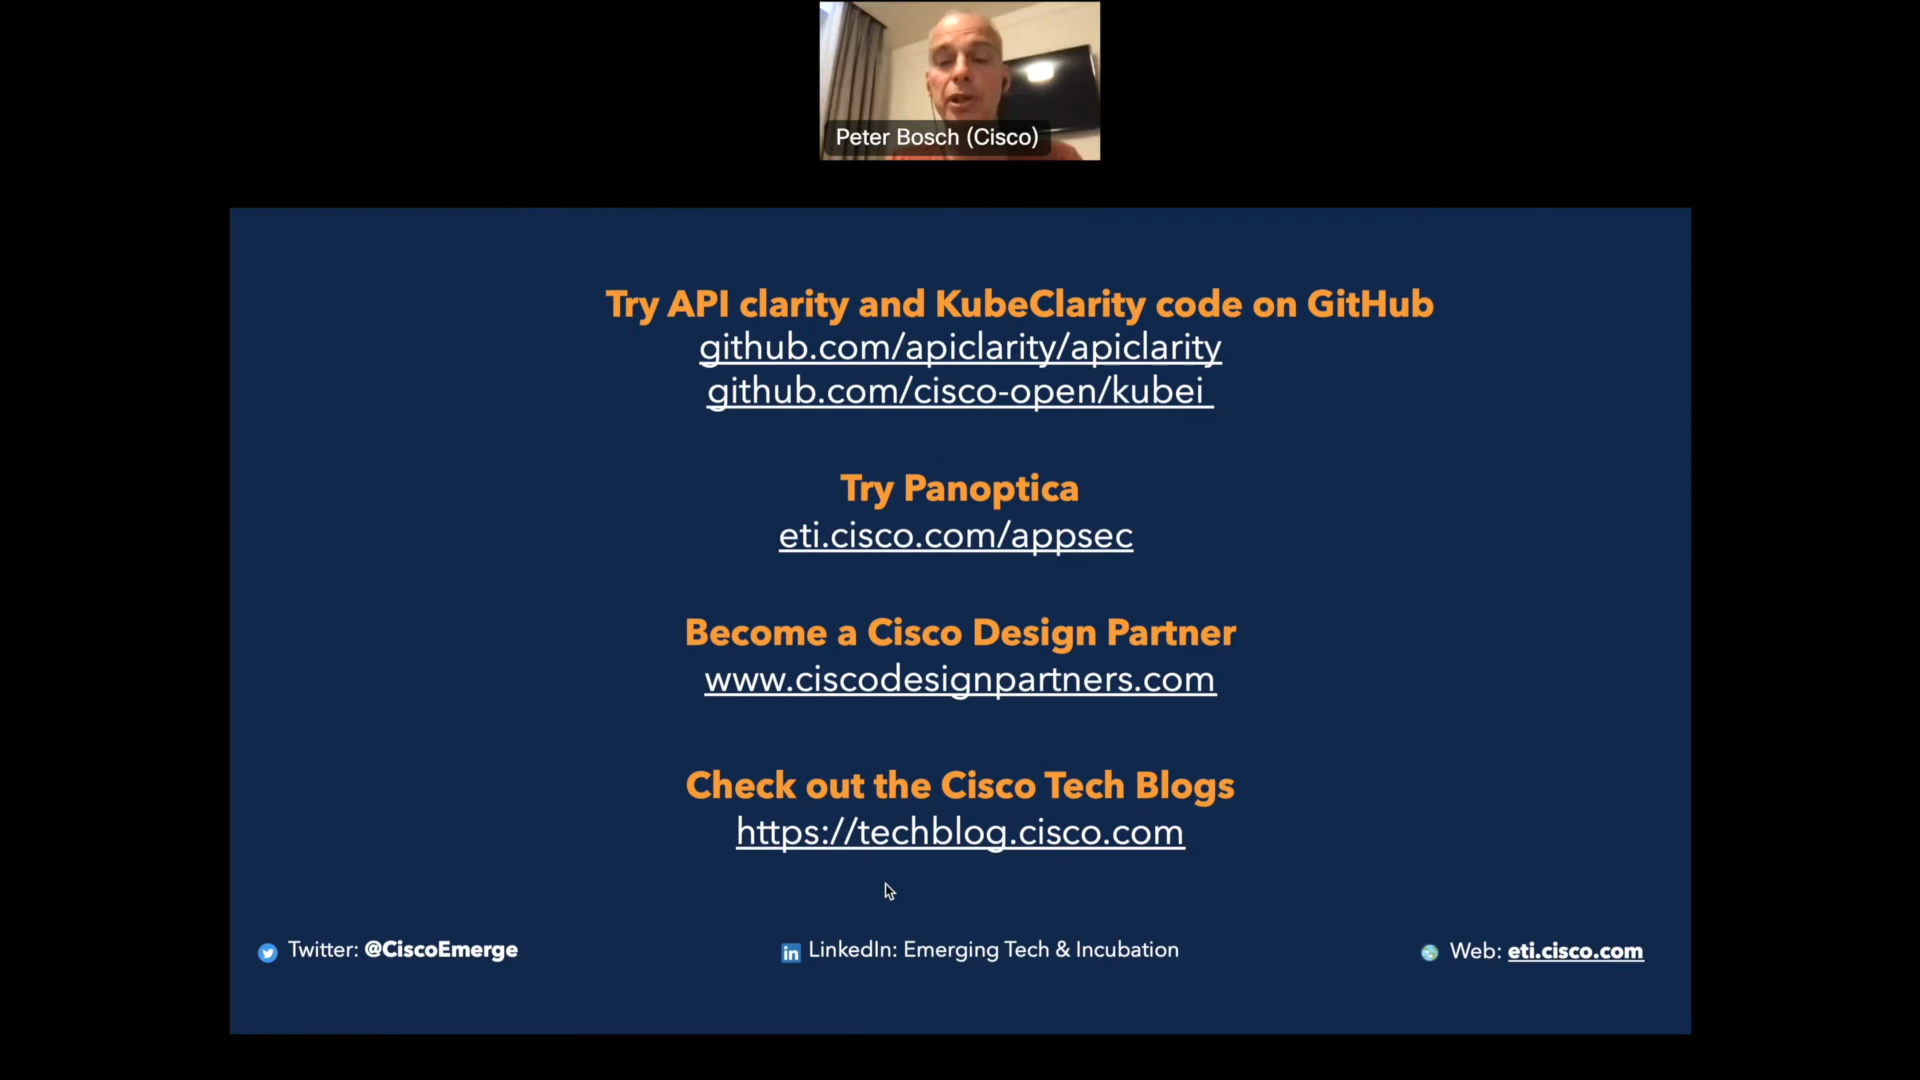 Peter Bosch (Cisco)
Try API clarity and KubeClarity code on GitHub
github.com/apiclarity/apiclarity
github.com/cisco-open/kubei
Try Panoptica
eti.cisco.com/appsec
Become a Cisco Design Partner
www.ciscodesignpartners.com
Check out the Cisco Tech Blogs
https://techblog.cisco.com
Twitter: @CiscoEmerge
in LinkedIn: Emerging Tech & Incubation
Web: eti.cisco.com